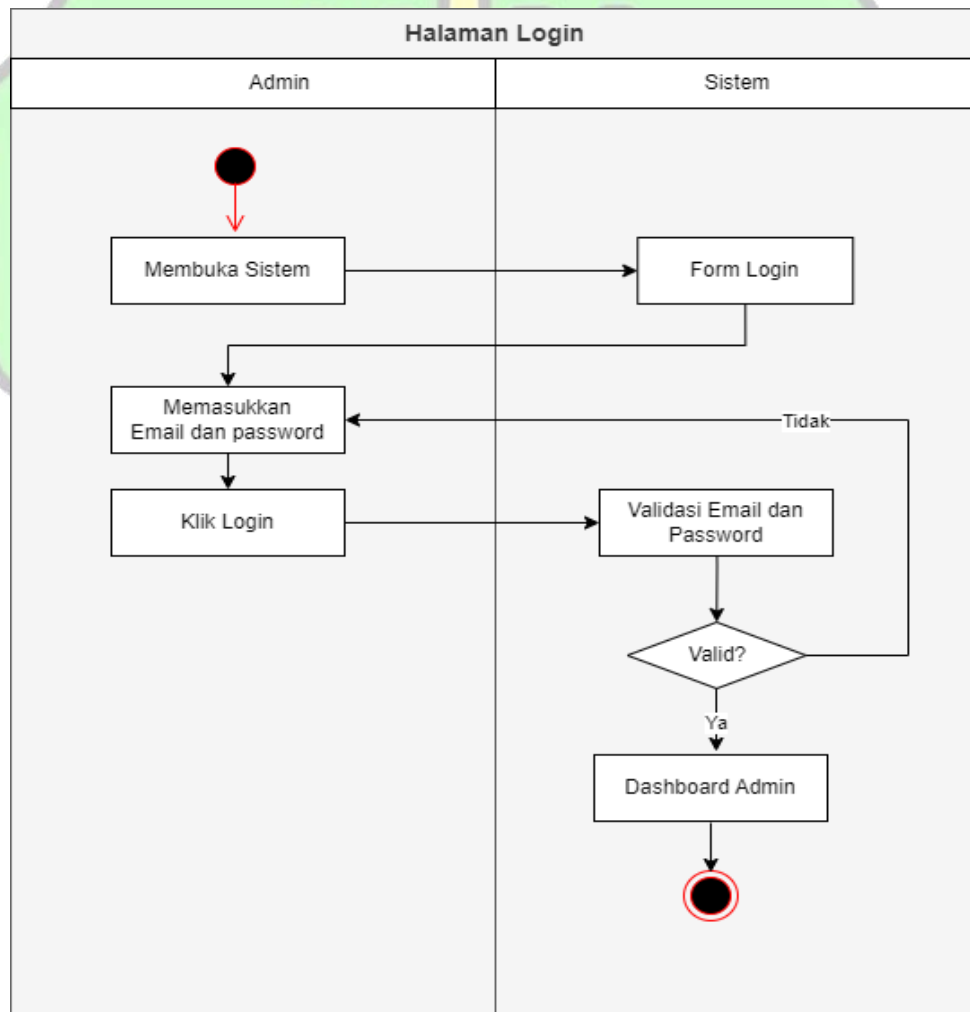 Halaman Login
Admin
Sistem
Membuka Sistem
Form Login
Memasukkan
Email dan password
Tidak
Klik Login
Validasi Email dan
Password
Valid?
Ya
Dashboard Admin